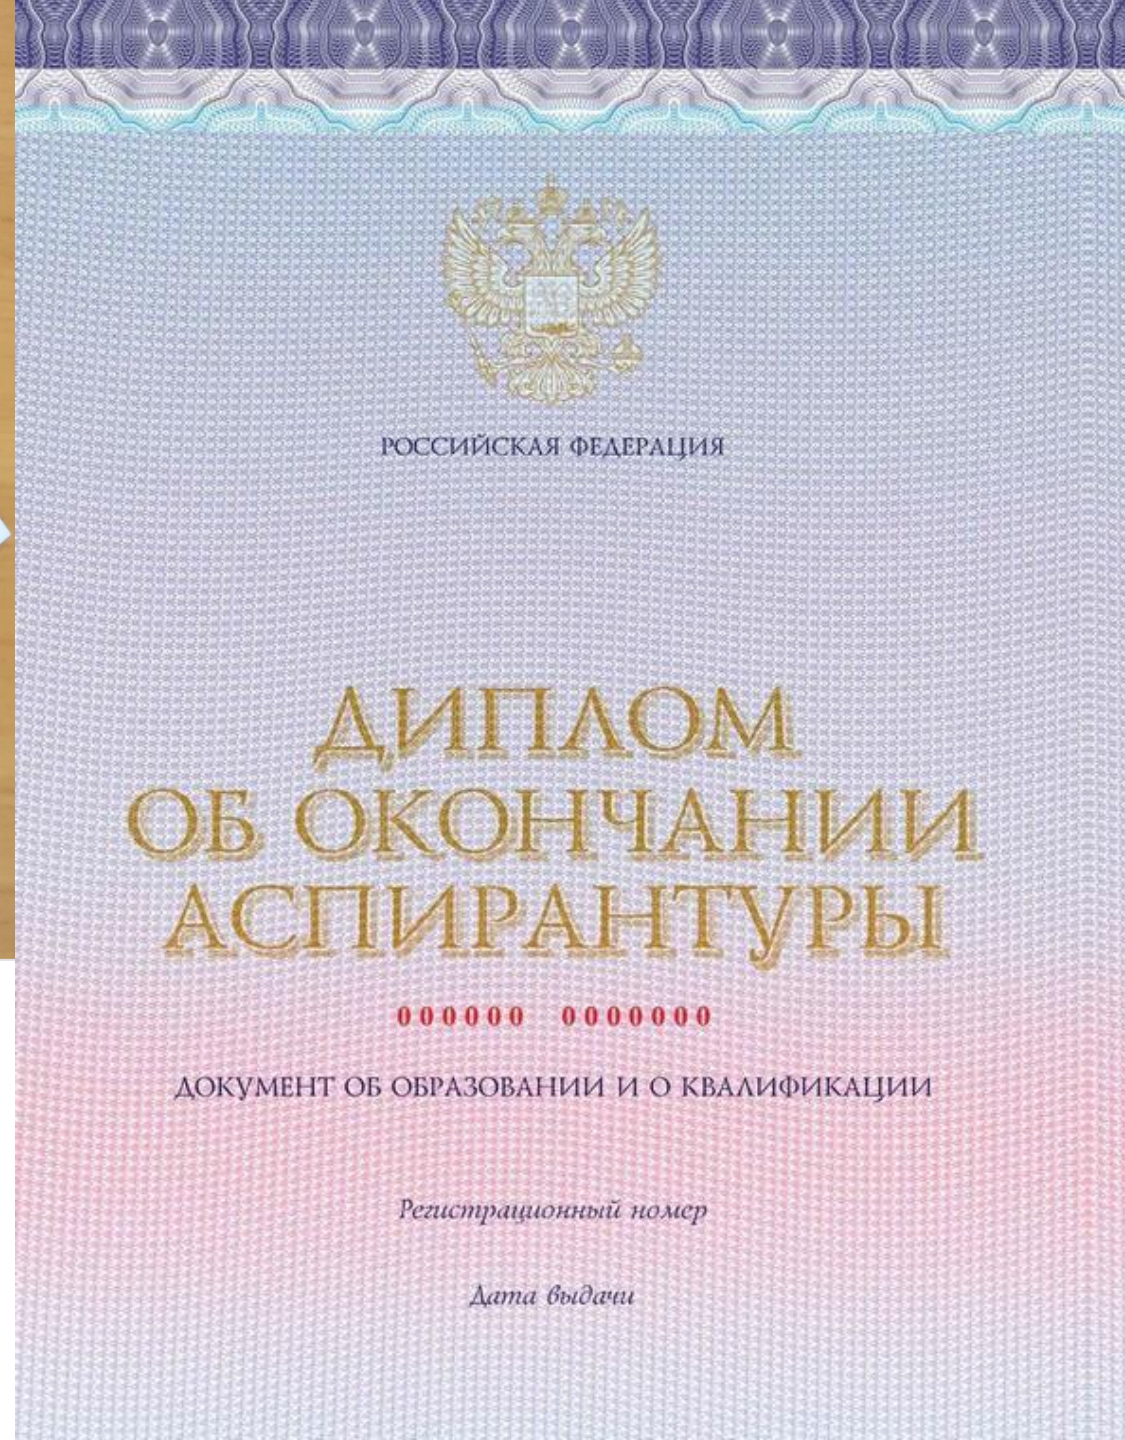 РОССИЙСКАЯ ФЕДЕРАЦИЯ
ДИПЛОМ
ОБ ОКОНЧАНИИ
АСПИРАНТУРЫ
000000 0000000
ДОКУМЕНТ ОБ ОБРАЗОВАНИИ И О КВАЛИФИКАЦИИ
Регистрационный номер
Дата выдачи